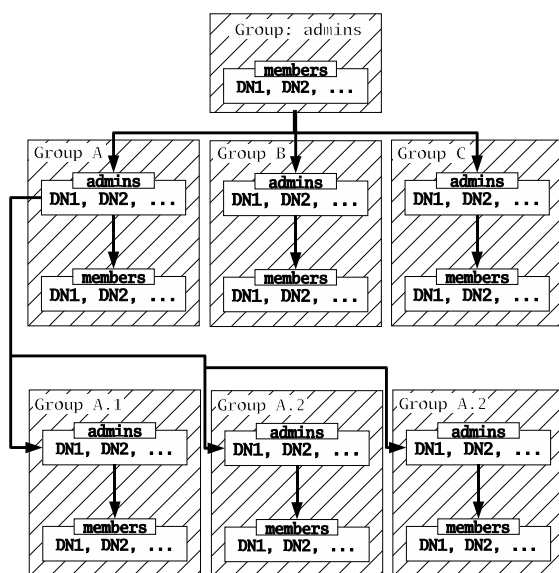 Group: admins
members
DN1, DN2, ...
Group A
admins
DN1, DN2, ...
members
DN1, DN2, ...
Group B
admins
DN1, DN2, ...
members
DN1, DN2, ...
Group C
admins
DN1, DN2, ...
members
DN1, DN2, ...
Group A.1
admins
DN1, DN2, ...
members
DN1, DN2, ...
Group A.2
admins
DN1, DN2, ...
members
DN1, DN2, ...
Group A.2
admins
DN1, DN2, ...
members
DN1, DN2, ...